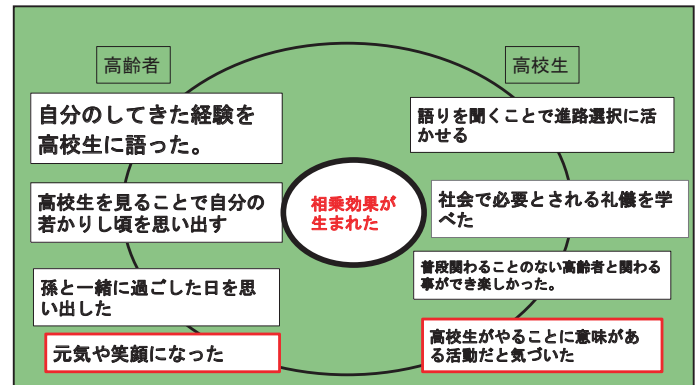 高齢者
自分のしてきた経験を
高校生に語った。
高校生を見ることで自分の
若かりし頃を思い出す
孫と一緒に過ごした日を思
い出した
元気や笑顔になった
相乗効果が
生まれた
高校生
語りを聞くことで進路選択に活
かせる
社会で必要とされる礼儀を学
べた
普段関わることのない高齢者と関わる
事ができ楽しかった。
高校生がやることに意味があ
る活動だと気づいた